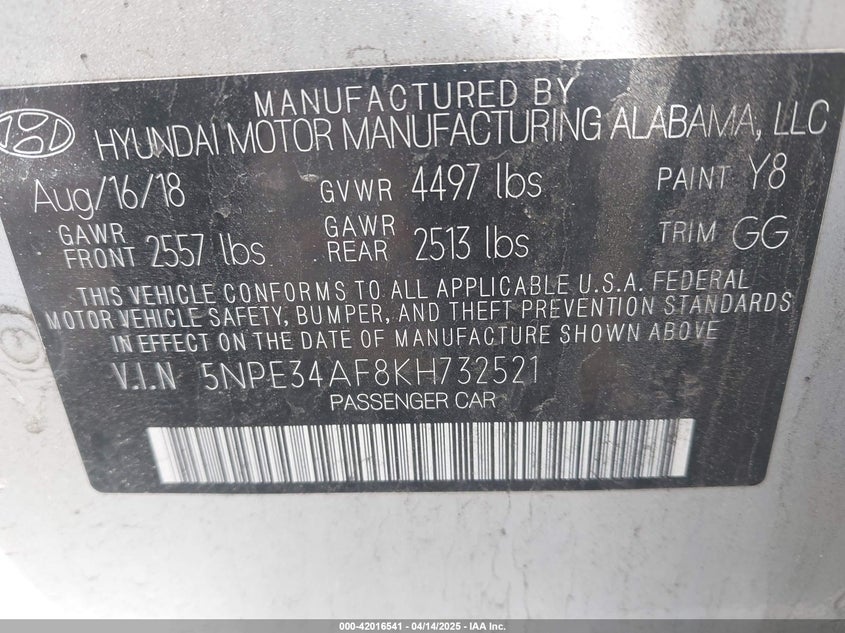 MANUFACTURED BY
HYUNDAI MOTOR MANUFACTURING ALABAMA, LLC
Aug/16/18 GVWR 4497 lbs PAINT Y8
GAWR FRONT 2557 lbs GAWR REAR 2513 lbs TRIM GG
THIS VEHICLE CONFORMS TO ALL APPLICABLE U.S.A. FEDERAL
MOTOR VEHICLE SAFETY, BUMPER, AND THEFT PREVENTION STANDARDS
IN EFFECT ON THE DATE OF MANUFACTURE SHOWN ABOVE
V.I.N 5NPE34AF8KH732521
PASSENGER CAR
000-42016541 - 04/14/2025 - IAA Inc.